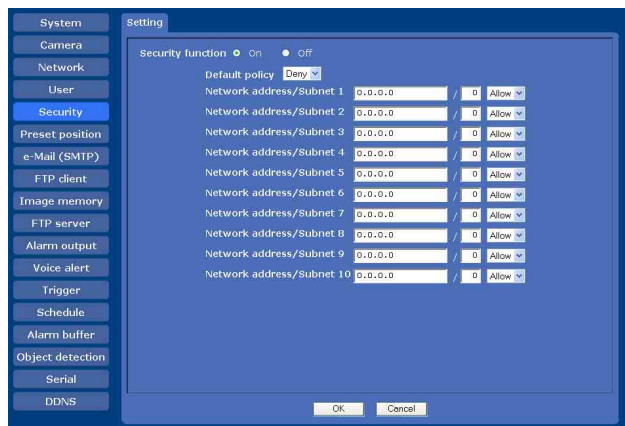 System
Camera
Network
User
Security
Preset position
e-Mail (SMTP)
FTP client
Image memory
FTP server
Alarm output
Voice alert
Trigger
Schedule
Alarm buffer
Object detection
Serial
DDNS
Setting
Security function On Off
Default policy Deny
Network address/Subnet 1 0.0.0.0 / 0 Allow
Network address/Subnet 2 0.0.0.0 / 0 Allow
Network address/Subnet 3 0.0.0.0 / 0 Allow
Network address/Subnet 4 0.0.0.0 / 0 Allow
Network address/Subnet 5 0.0.0.0 / 0 Allow
Network address/Subnet 6 0.0.0.0 / 0 Allow
Network address/Subnet 7 0.0.0.0 / 0 Allow
Network address/Subnet 8 0.0.0.0 / 0 Allow
Network address/Subnet 9 0.0.0.0 / 0 Allow
Network address/Subnet 10 0.0.0.0 / 0 Allow
OK Cancel